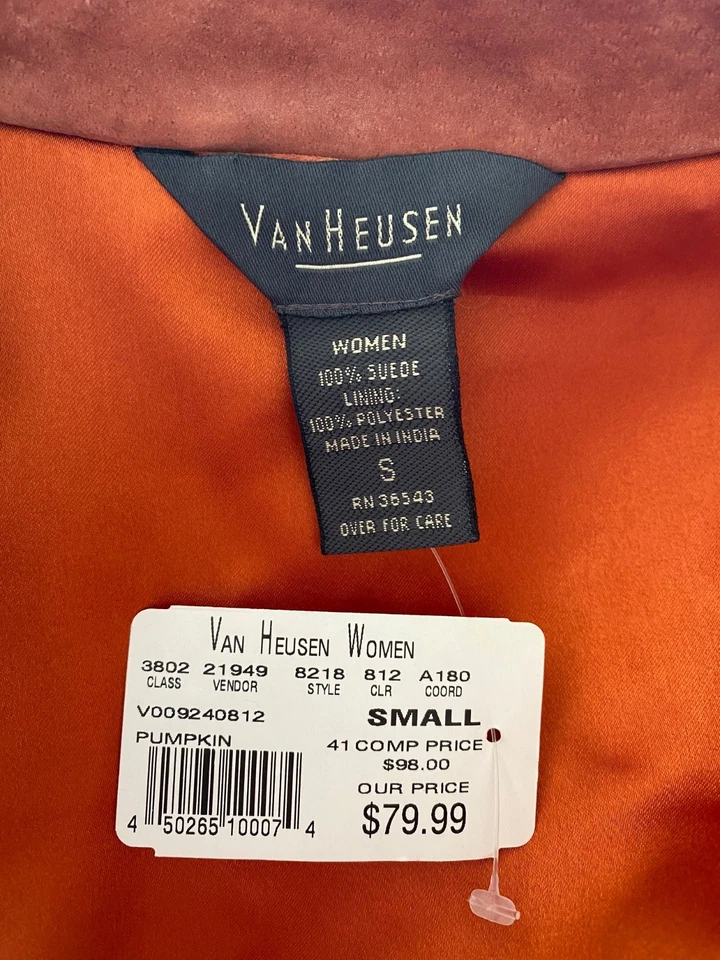 VAN HEUSEN
WOMEN
100% SUEDE
LINING:
100% POLYESTER
MADE IN INDIA
S
RN 36543
OVER FOR CARE
VAN HEUSEN WOMEN
3802 21949 8218 812 A180
CLASS VENDOR STYLE CLR COORD
V009240812 SMALL
PUMPKIN 41 COMP PRICE
$98.00
OUR PRICE
$79.99
4 50265 10007 4